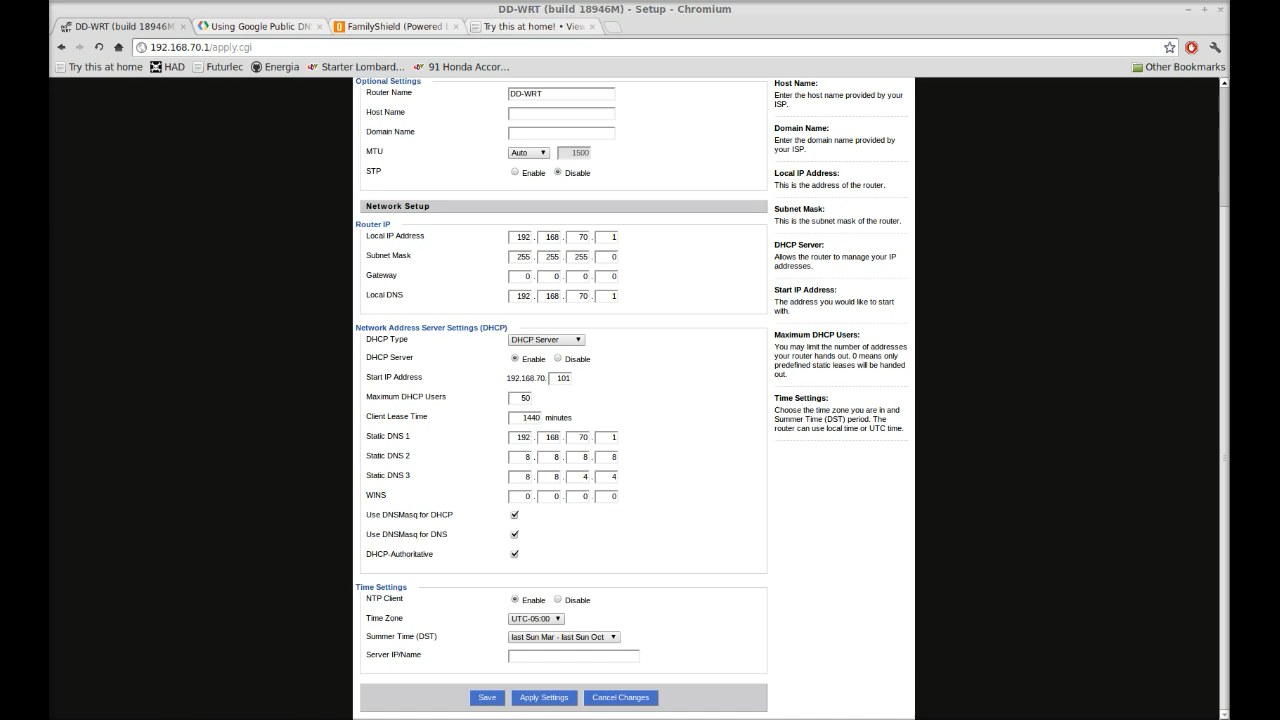 DD-WRT (build 18946M) - Setup - Chromium
DD-WRT (build 18946M)
Using Google Public DN
FamilyShield (Powered
Try this at home! • View
192.168.70.1/apply.cgi
Try this at home
HAD
Futurlec
Energia
Starter Lombard...
91 Honda Accor...
Other Bookmarks
Optional Settings
Router Name DD-WRT
Host Name
Domain Name
MTU Auto 1500
STP Enable Disable
Network Setup
Router IP
Local IP Address 192 . 168 . 70 . 1
Subnet Mask 255 . 255 . 255 . 0
Gateway 0 . 0 . 0 . 0
Local DNS 192 . 168 . 70 . 1
Network Address Server Settings (DHCP)
DHCP Type DHCP Server
DHCP Server Enable Disable
Start IP Address 192.168.70. 101
Maximum DHCP Users 50
Client Lease Time 1440 minutes
Static DNS 1 192 . 168 . 70 . 1
Static DNS 2 8 . 8 . 8 . 8
Static DNS 3 8 . 8 . 4 . 4
WINS 0 . 0 . 0 . 0
Use DNSMasq for DHCP
Use DNSMasq for DNS
DHCP-Authoritative
Time Settings
NTP Client Enable Disable
Time Zone UTC-05:00
Summer Time (DST) last Sun Mar - last Sun Oct
Server IP/Name
Save Apply Settings Cancel Changes
Host Name:
Enter the host name provided by your
ISP.
Domain Name:
Enter the domain name provided by
your ISP.
Local IP Address:
This is the address of the router.
Subnet Mask:
This is the subnet mask of the router.
DHCP Server:
Allows the router to manage your IP
addresses.
Start IP Address:
The address you would like to start
with.
Maximum DHCP Users:
You may limit the number of addresses
your router hands out. 0 means only
predefined static leases will be handed
out.
Time Settings:
Choose the time zone you are in and
Summer Time (DST) period. The
router can use local time or UTC time.